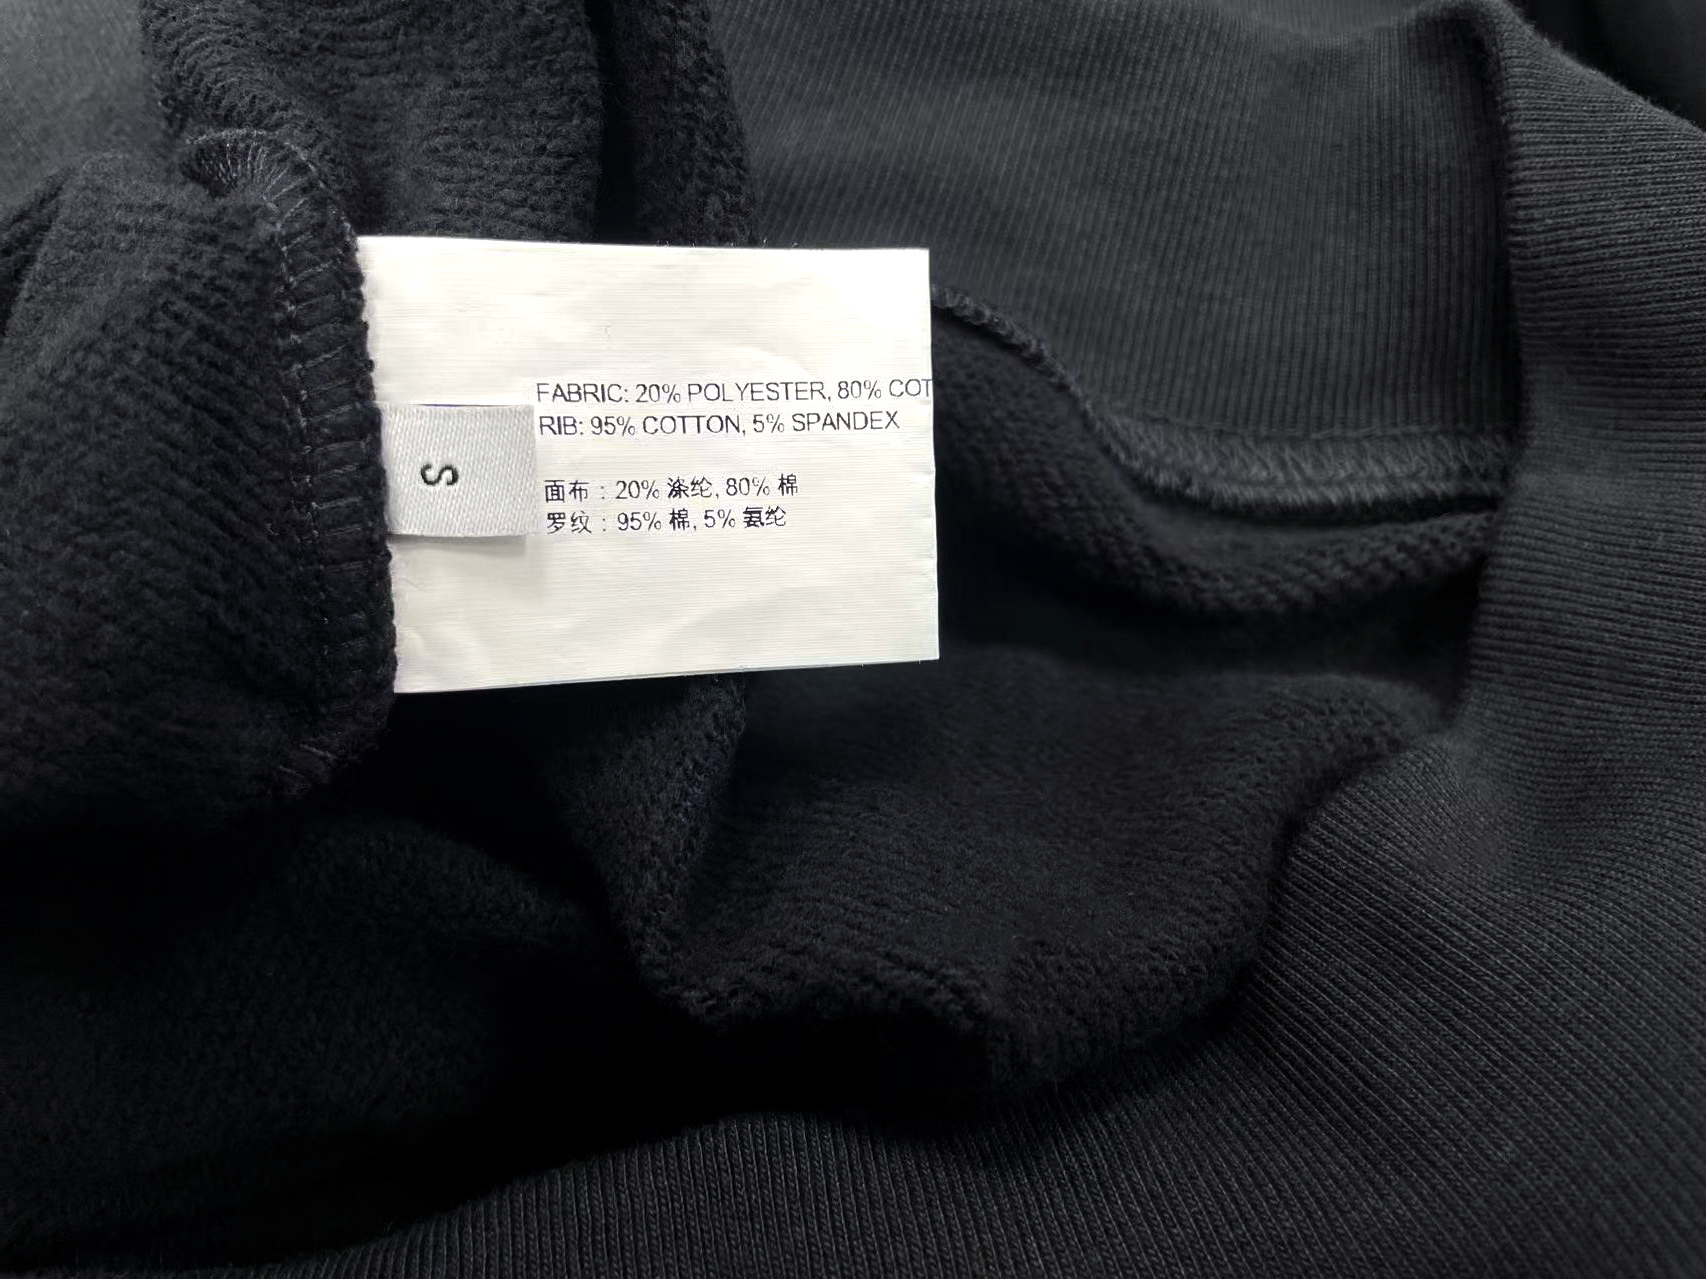 FABRIC: 20% POLYESTER, 80% COT
RIB: 95% COTTON, 5% SPANDEX
S
面布：20% 涤纶, 80% 棉
罗纹：95% 棉, 5% 氨纶